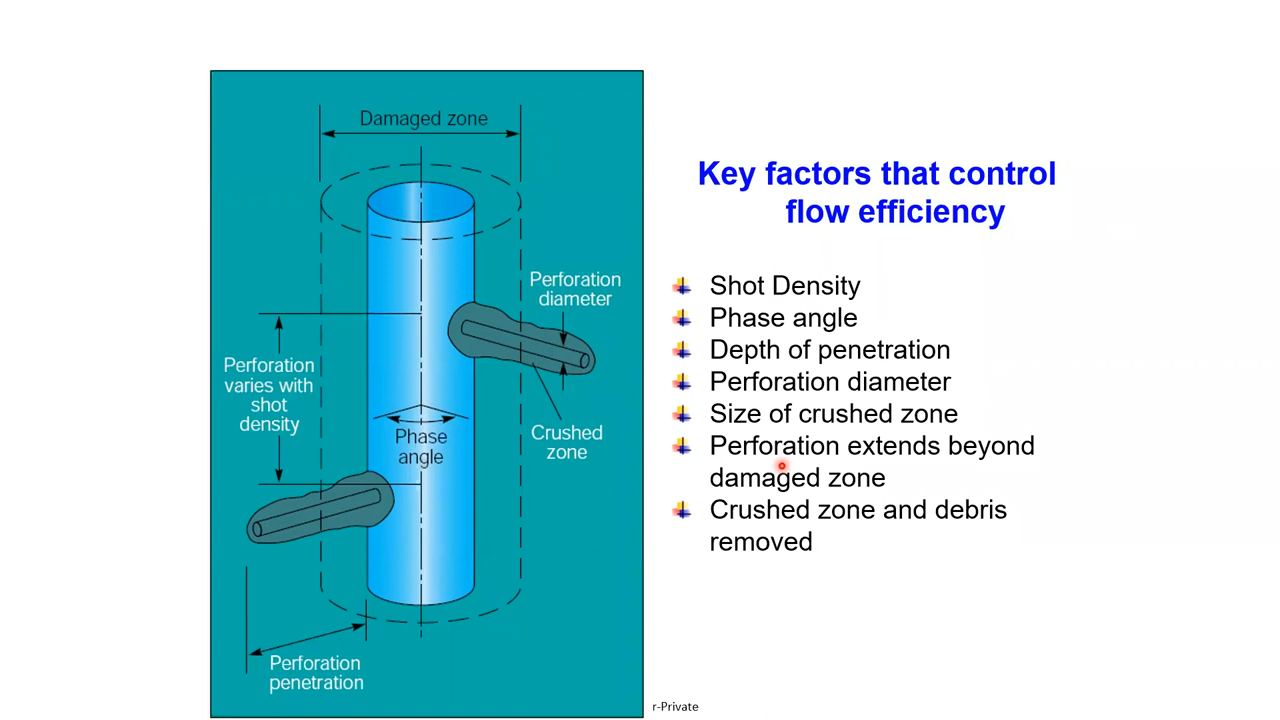 Damaged zone
Perforation
diameter
Perforation
varies with
shot
density
Phase
angle
Crushed
zone
Perforation
penetration
Key factors that control
flow efficiency
Shot Density
Phase angle
Depth of penetration
Perforation diameter
Size of crushed zone
Perforation extends beyond
damaged zone
Crushed zone and debris
removed
r-Private